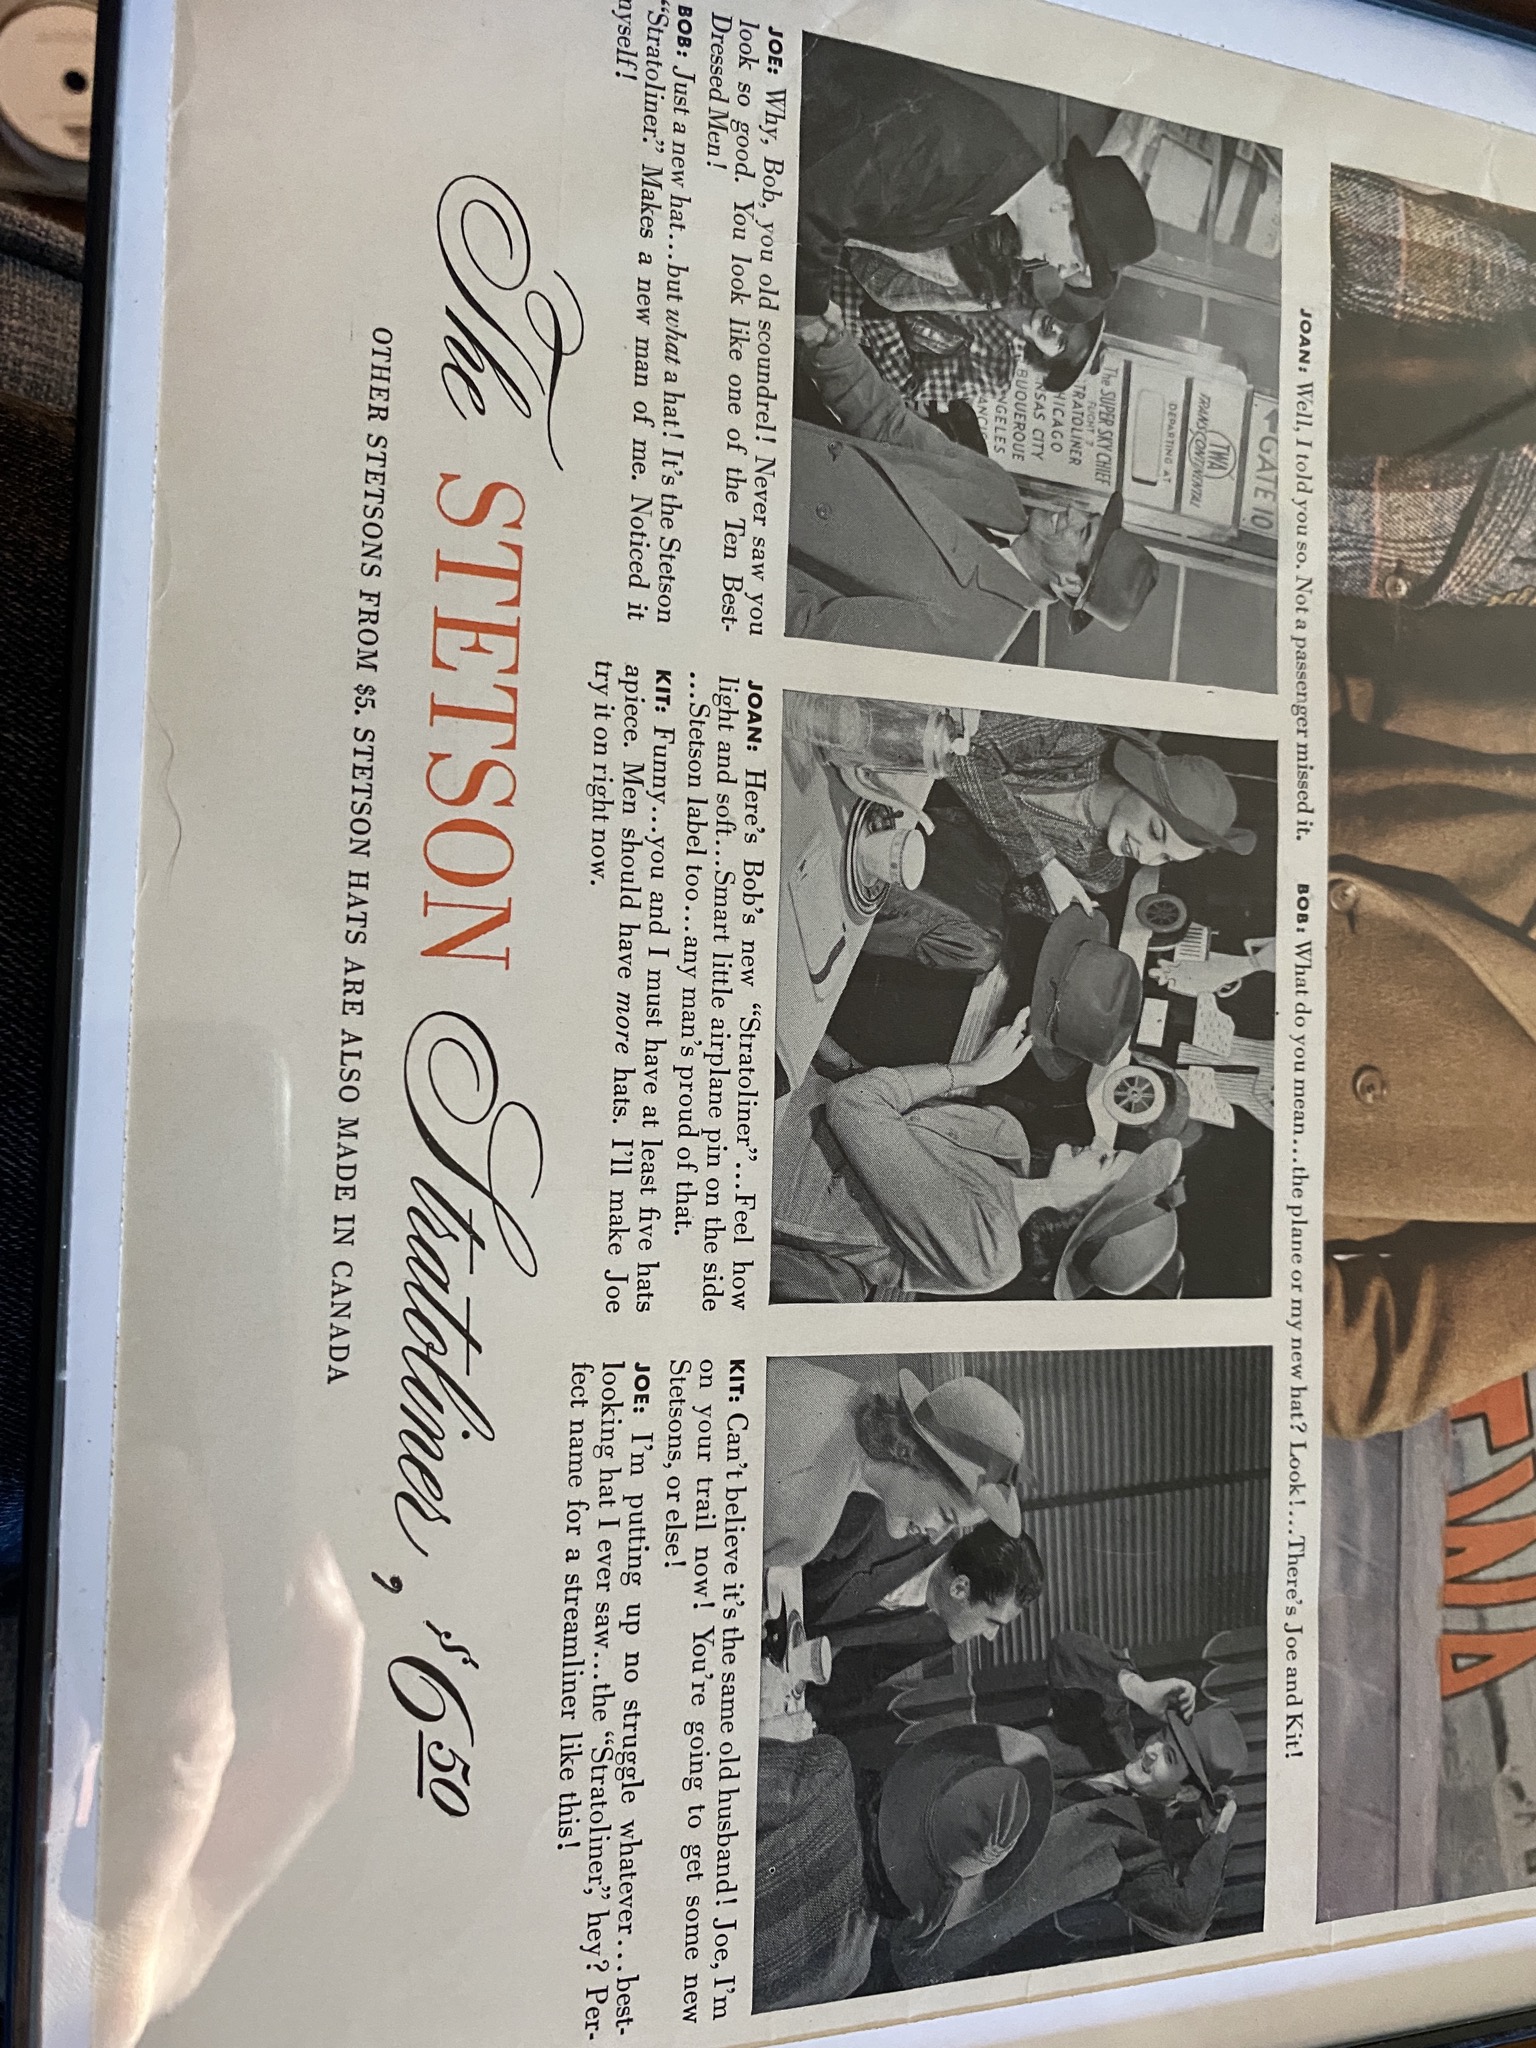 TWA
JOAN: Well, I told you so. Not a passenger missed it.
BOB: What do you mean...the plane or my new hat? Look!...There's Joe and Kit!
GATE 10
TWA
TRANSCONTINENTAL
DEPARTING AT
The SUPER SKY CHIEF
FLIGHT 7
TRATOLINER
HICAGO
NSAS CITY
BUQUERQUE
NGELES
JOE: Why, Bob, you old scoundrel! Never saw you
look so good. You look like one of the Ten Best-
Dressed Men!
BOB: Just a new hat...but what a hat! It's the Stetson
"Stratoliner." Makes a new man of me. Noticed it
myself!
JOAN: Here's Bob's new "Stratoliner"...Feel how
light and soft...Smart little airplane pin on the side
...Stetson label too...any man's proud of that.
KIT: Funny...you and I must have at least five hats
apiece. Men should have more hats. I'll make Joe
try it on right now.
KIT: Can't believe it's the same old husband! Joe, I'm
on your trail now! You're going to get some new
Stetsons, or else!
JOE: I'm putting up no struggle whatever...best-
looking hat I ever saw...the "Stratoliner," hey? Per-
fect name for a streamliner like this!
The STETSON Stratoliner, $6.50
OTHER STETSONS FROM $5. STETSON HATS ARE ALSO MADE IN CANADA